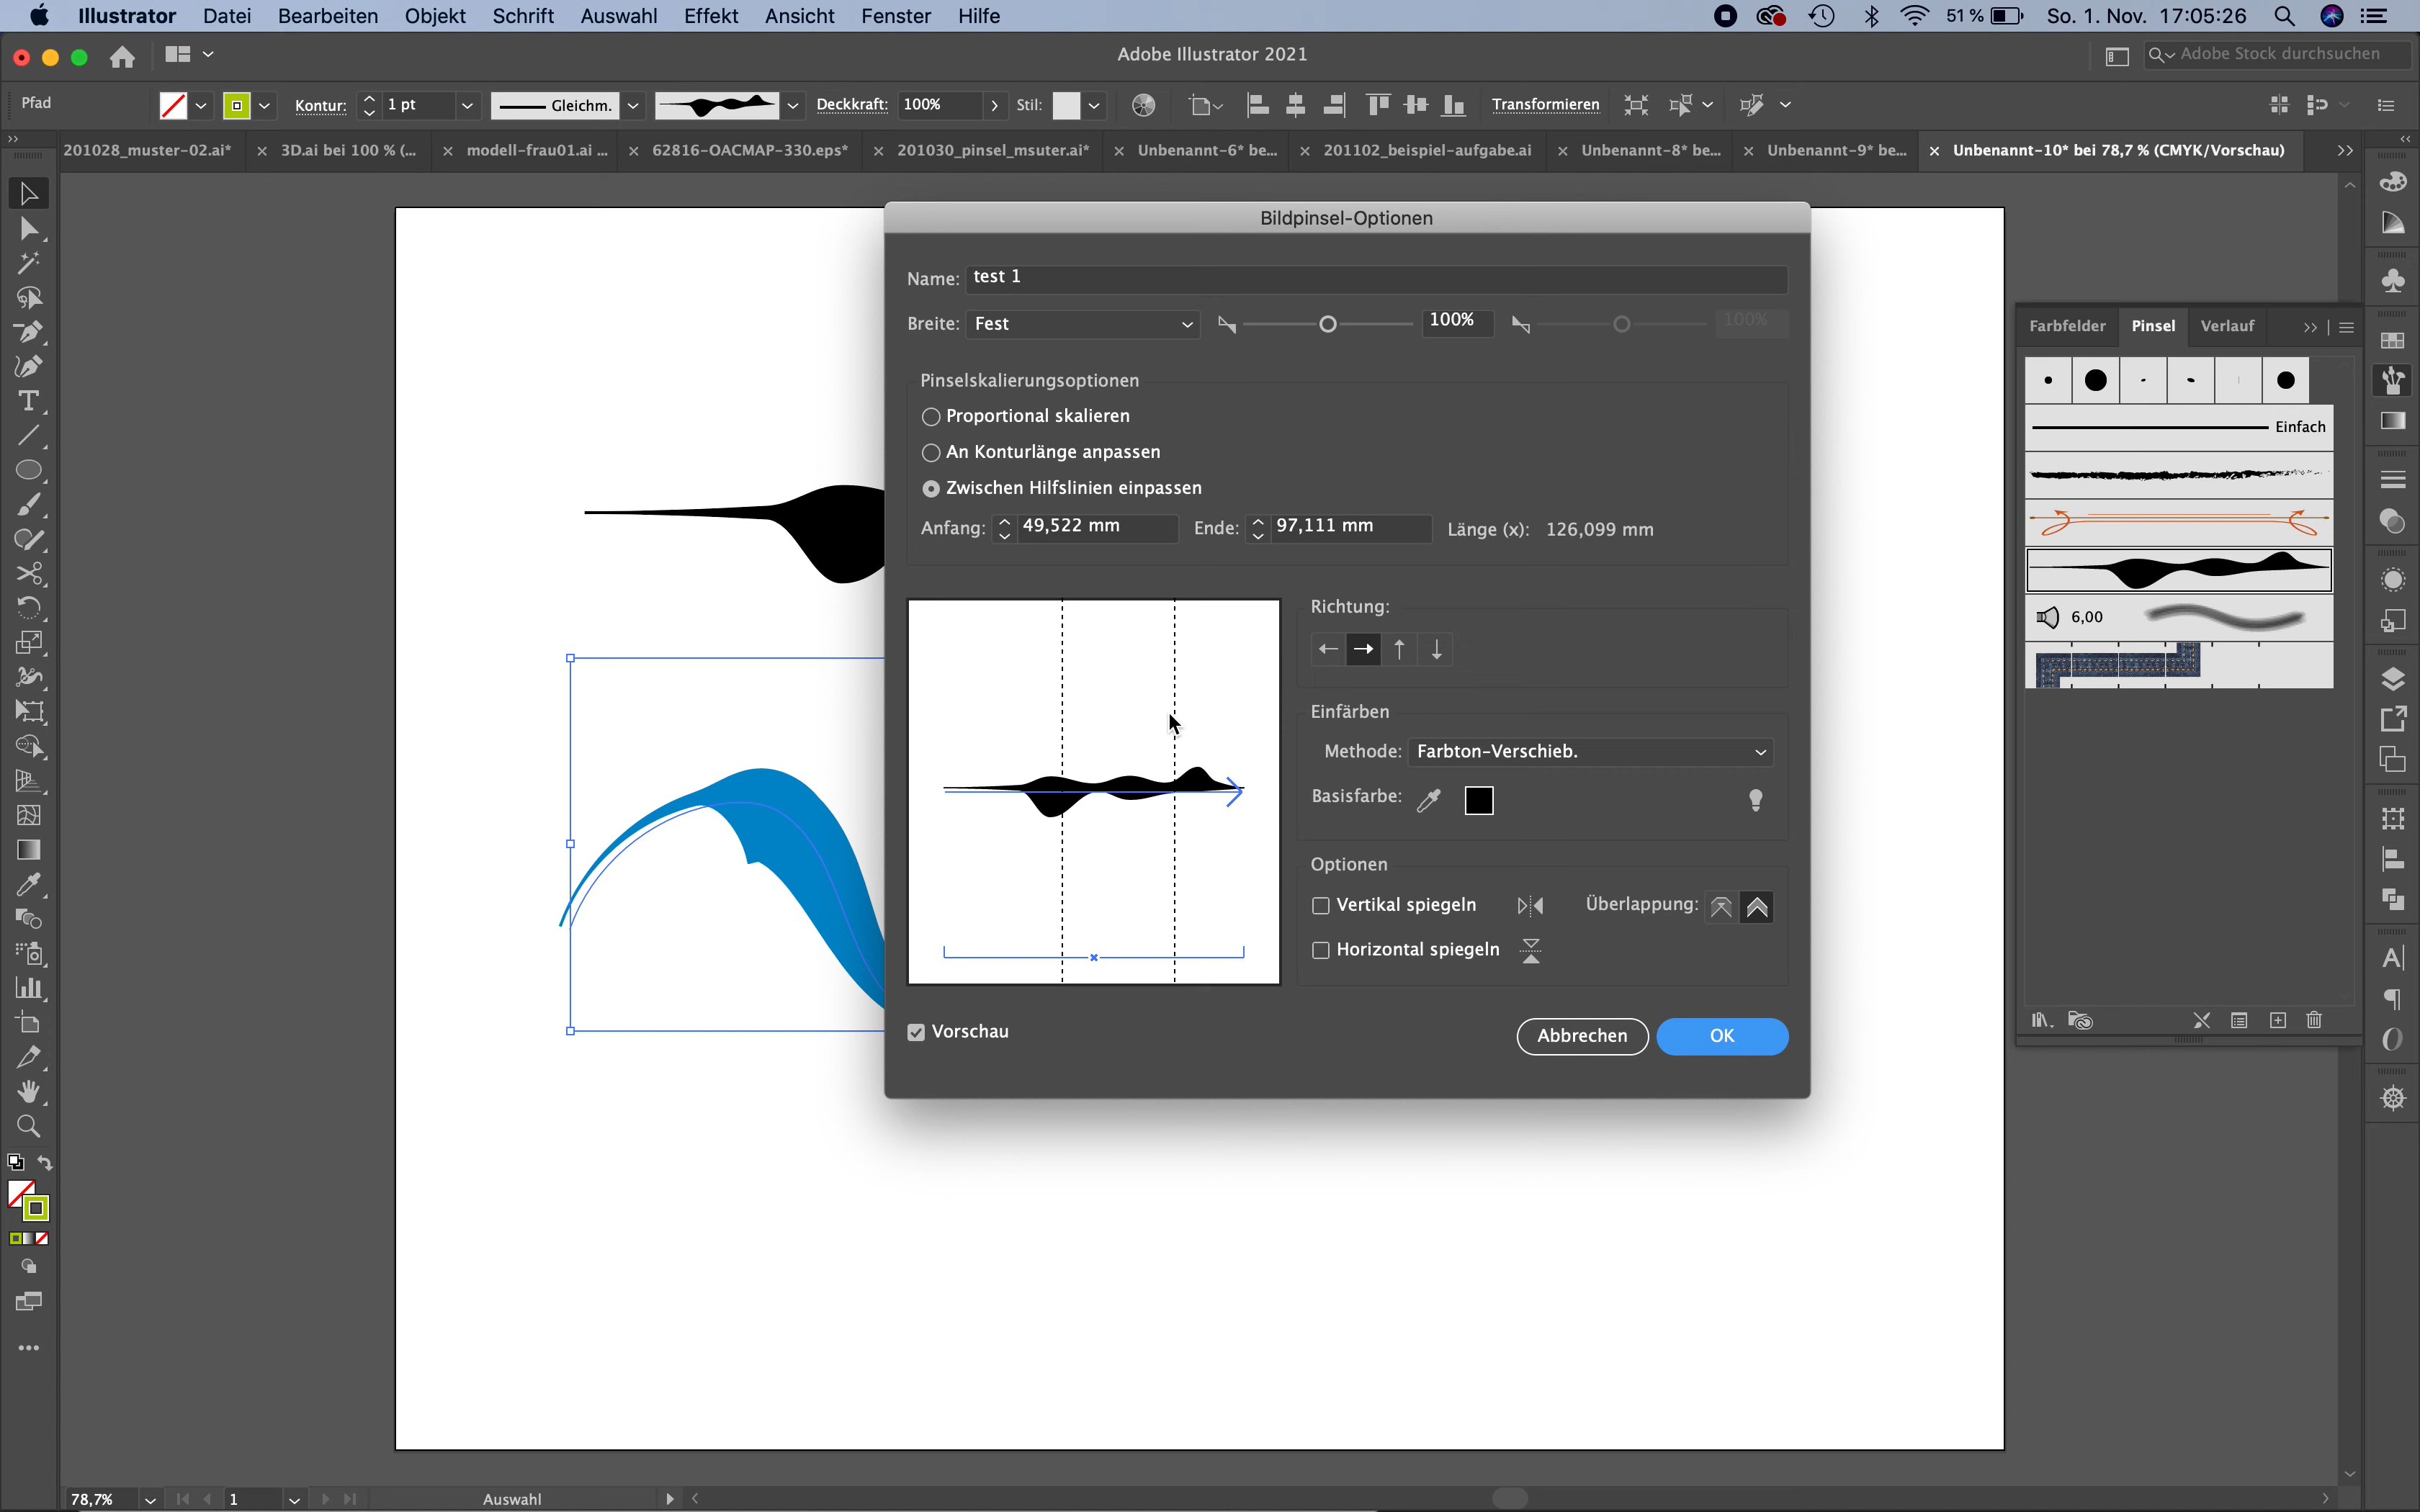 Illustrator Datei Bearbeiten Objekt Schrift Auswahl Effekt Ansicht Fenster Hilfe 51 % So. 1. Nov. 17:05:26
Adobe Illustrator 2021 Adobe Stock durchsuchen
Pfad Kontur: 1 pt Gleichm. Deckkraft: 100% Stil: Transformieren
201028_muster-02.ai* 3D.ai bei 100 % (... modell-frau01.ai ... 62816-OACMAP-330.eps* 201030_pinsel_msuter.ai* Unbenannt-6* be... 201102_beispiel-aufgabe.ai Unbenannt-8* be... Unbenannt-9* be... Unbenannt-10* bei 78,7 % (CMYK/Vorschau)
Bildpinsel-Optionen
Name: test 1
Breite: Fest 100% 100%
Pinselskalierungsoptionen
Proportional skalieren
An Konturlänge anpassen
Zwischen Hilfslinien einpassen
Anfang: 49,522 mm Ende: 97,111 mm Länge (x): 126,099 mm
Richtung:
Einfärben
Methode: Farbton-Verschieb.
Basisfarbe:
Optionen
Vertikal spiegeln Überlappung:
Horizontal spiegeln
Vorschau Abbrechen OK
Farbfelder Pinsel Verlauf
Einfach
6,00
78,7% 1 Auswahl